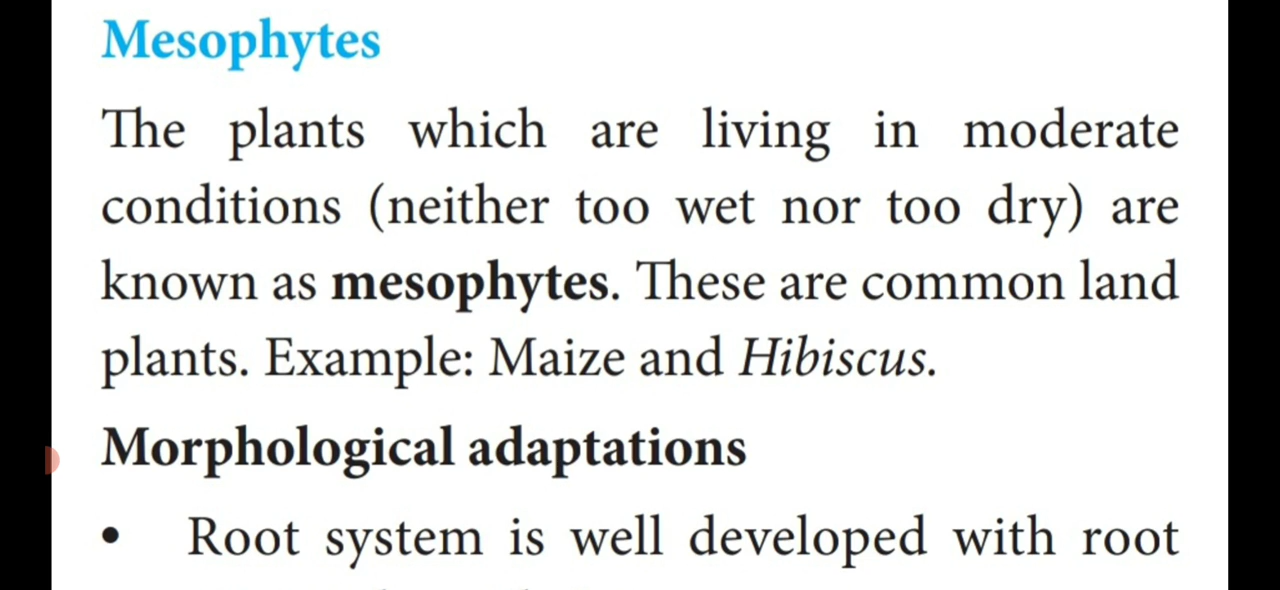 Mesophytes
The plants which are living in moderate
conditions (neither too wet nor too dry) are
known as mesophytes. These are common land
plants. Example: Maize and Hibiscus.
Morphological adaptations
• Root system is well developed with root